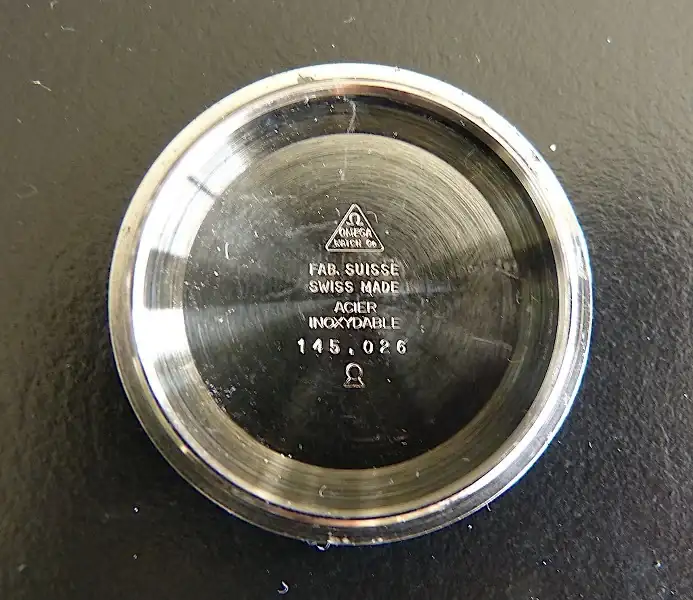 Ω
OMEGA
WATCH Co
FAB. SUISSE
SWISS MADE
ACIER
INOXYDABLE
145.026